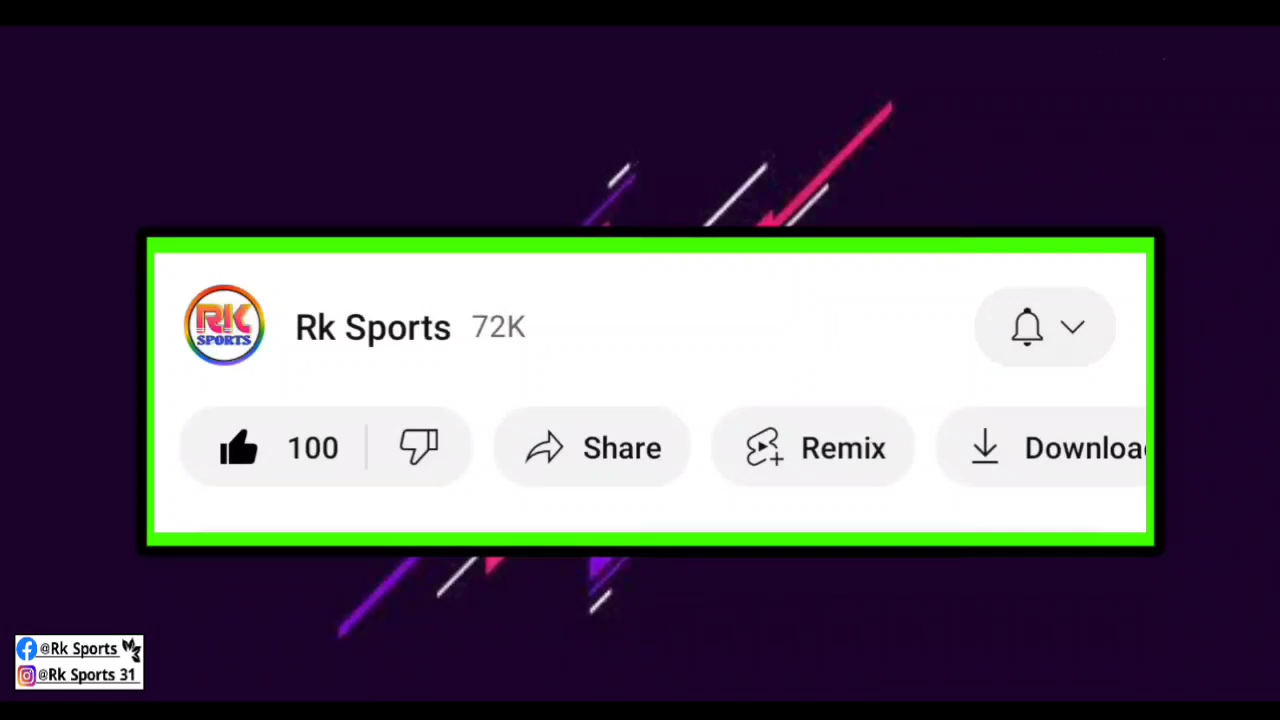 RK
SPORTS
Rk Sports 72K
100 Share Remix Downloa
@Rk Sports
@Rk Sports 31